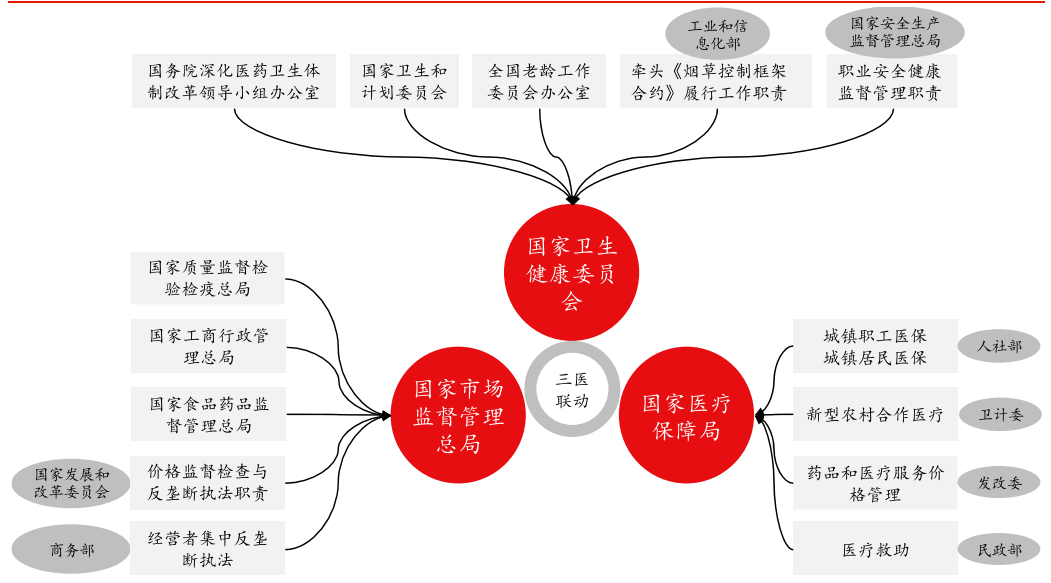 工业和信
息化部
国家安全生产
监督管理总局
国务院深化医药卫生体
制改革领导小组办公室
国家卫生和
计划委员会
全国老龄工作
委员会办公室
牵头《烟草控制框架
合约》履行工作职责
职业安全健康
监督管理职责
国家卫生
健康委员
会
国家质量监督检
验检疫总局
国家工商行政管
理总局
国家食品药品监
督管理总局
国家发展和
改革委员会
价格监督检查与
反垄断执法职责
商务部
经营者集中反垄
断执法
国家市场
监督管理
总局
三医
联动
国家医疗
保障局
城镇职工医保
城镇居民医保
人社部
新型农村合作医疗
卫计委
药品和医疗服务价
格管理
发改委
医疗救助
民政部